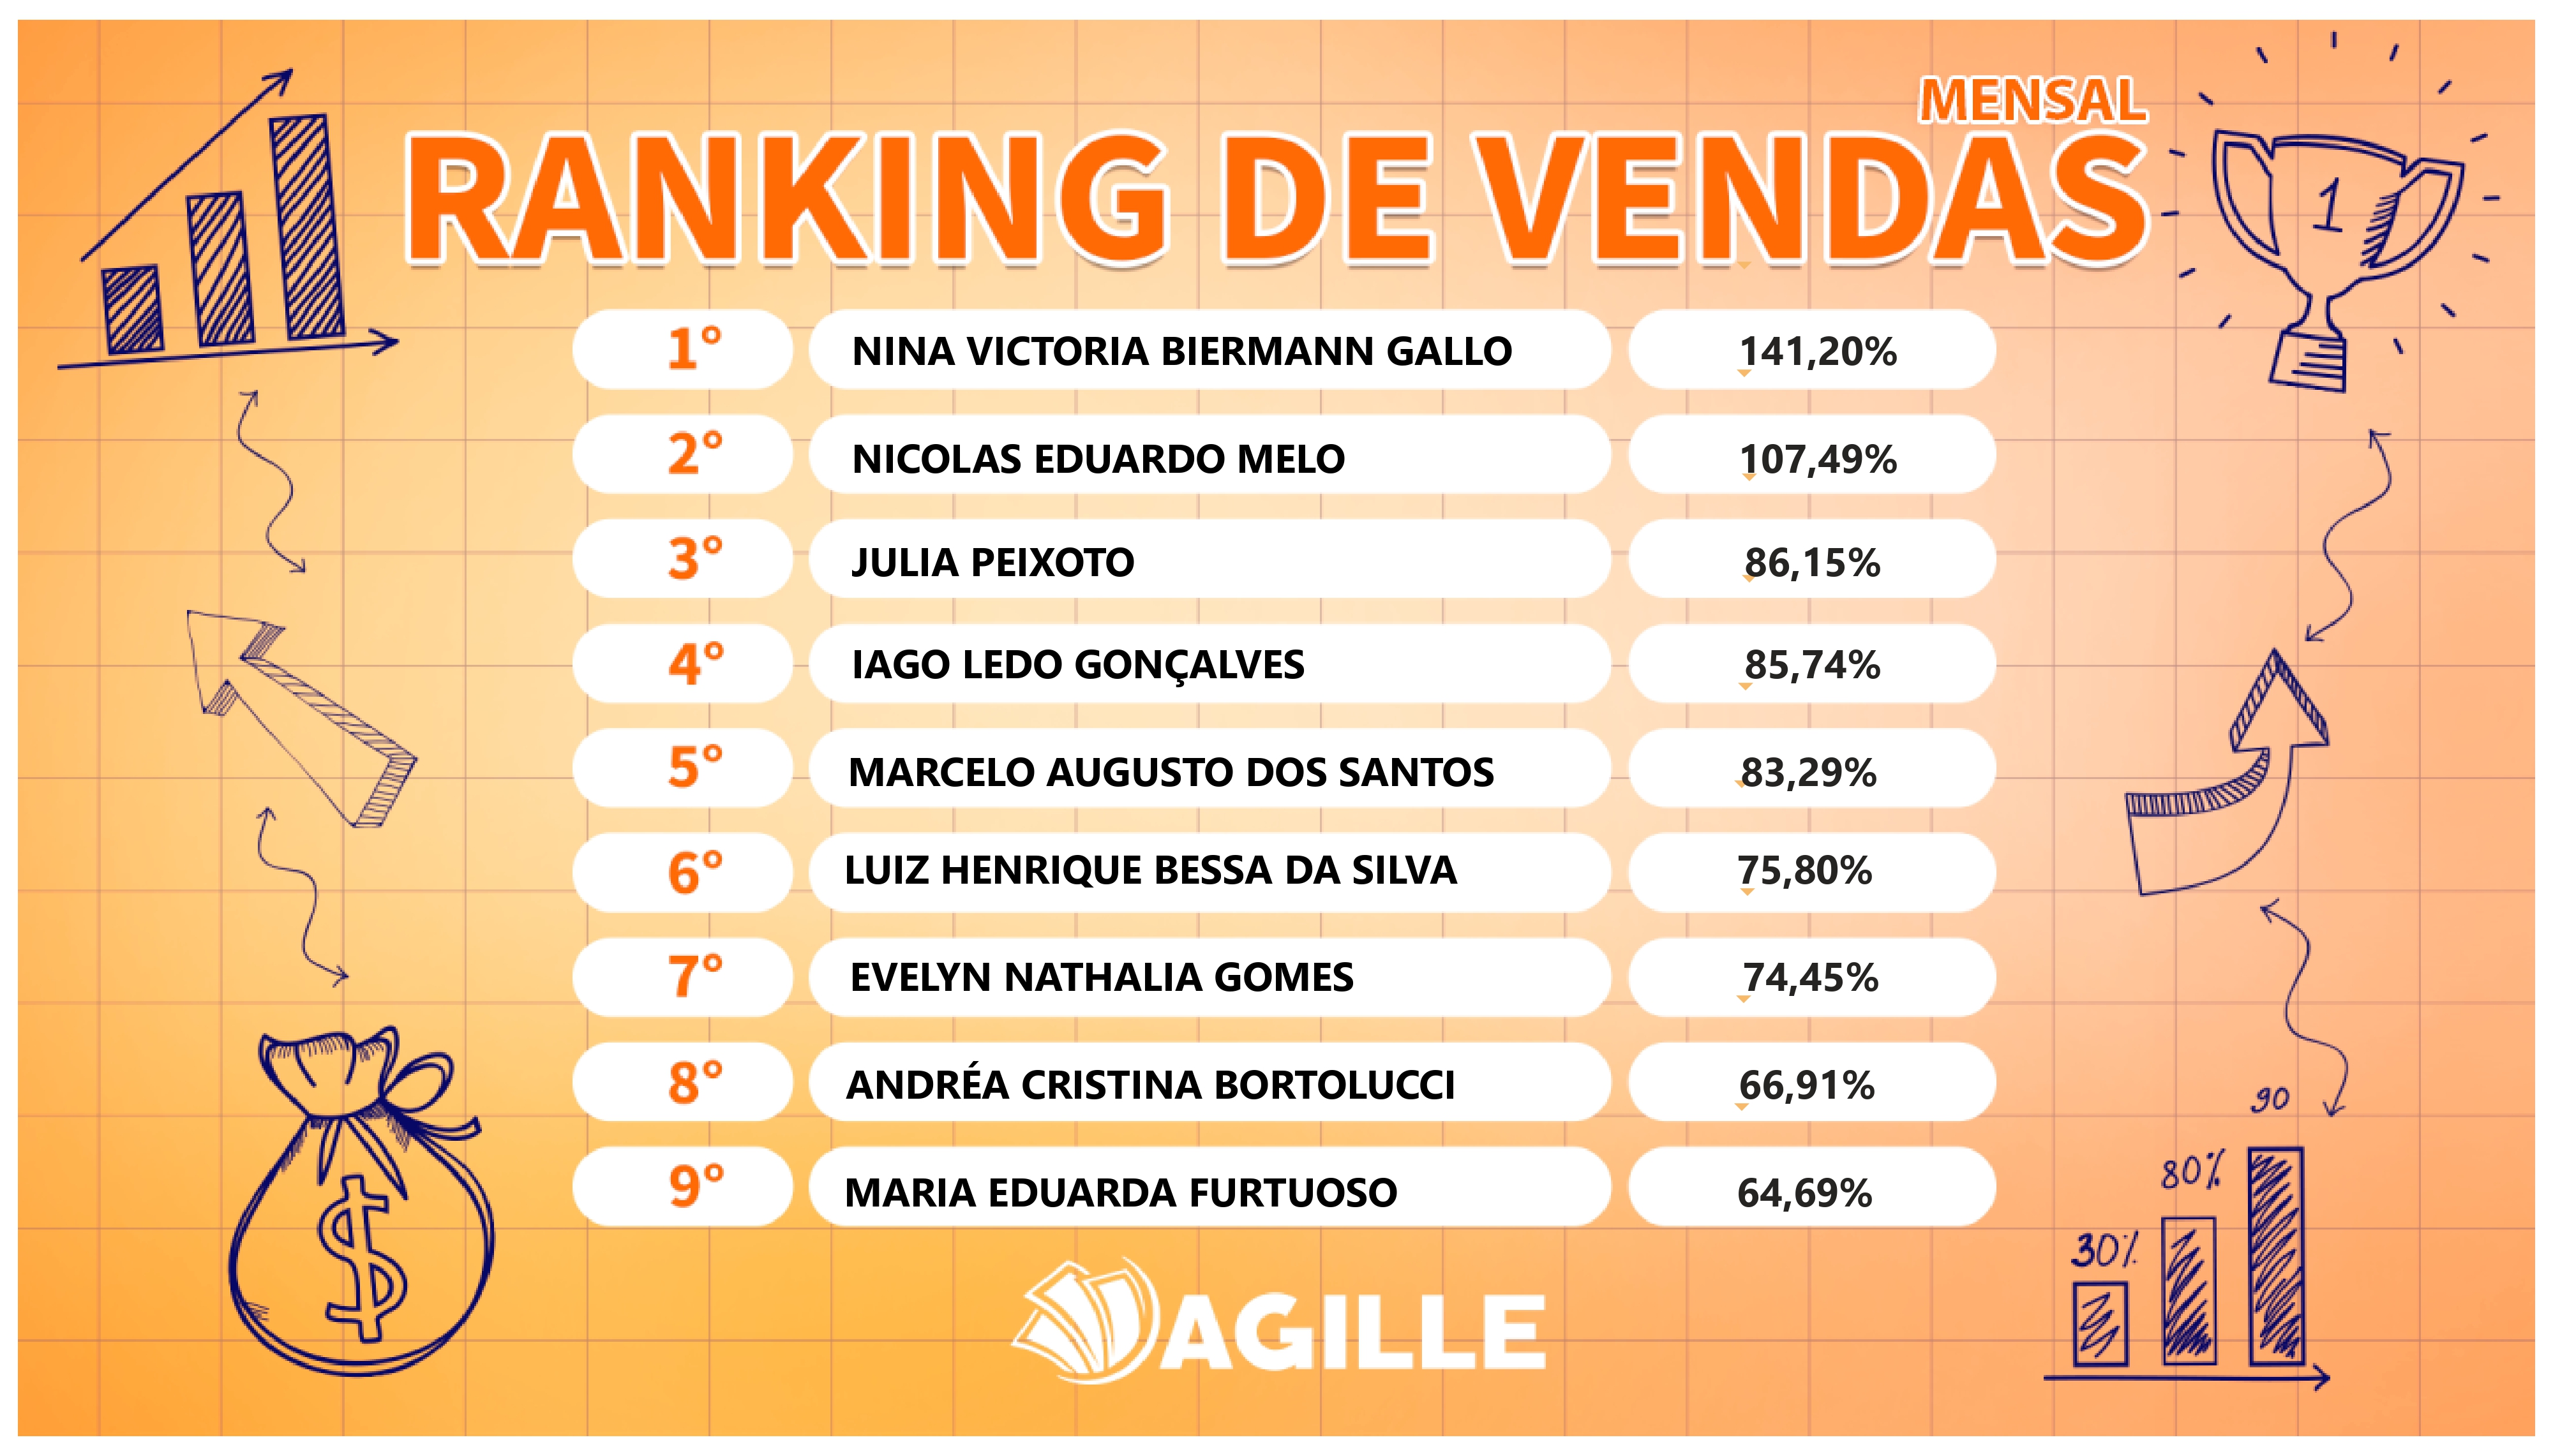 MENSAL
RANKING DE VENDAS
1
1° NINA VICTORIA BIERMANN GALLO 141,20%
2° NICOLAS EDUARDO MELO 107,49%
3° JULIA PEIXOTO 86,15%
4° IAGO LEDO GONÇALVES 85,74%
5° MARCELO AUGUSTO DOS SANTOS 83,29%
6° LUIZ HENRIQUE BESSA DA SILVA 75,80%
7° EVELYN NATHALIA GOMES 74,45%
8° ANDRÉA CRISTINA BORTOLUCCI 66,91%
9° MARIA EDUARDA FURTUOSO 64,69%
90
80%
30%
$
AGILLE